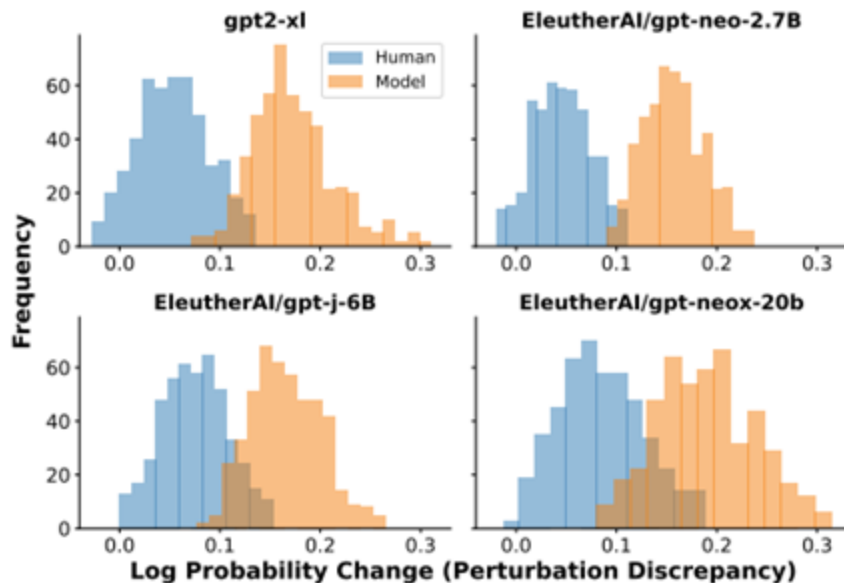 gpt2-xl
EleutherAI/gpt-neo-2.7B
Human
Model
60
40
20
0
0.0 0.1 0.2 0.3
0.0 0.1 0.2 0.3
Frequency
EleutherAI/gpt-j-6B
EleutherAI/gpt-neox-20b
60
40
20
0
0.0 0.1 0.2 0.3
0.0 0.1 0.2 0.3
Log Probability Change (Perturbation Discrepancy)